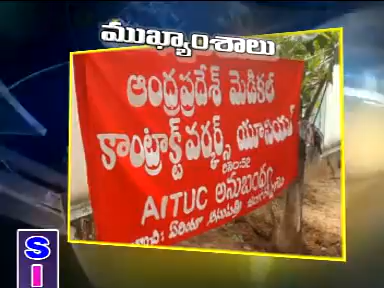 ముఖ్యాంశాలు
ఆంధ్రప్రదేశ్ మెడికల్
కాంట్రాక్ట్ వర్కర్స్ యూనియన్
AITUC అనుబంధం
S
I